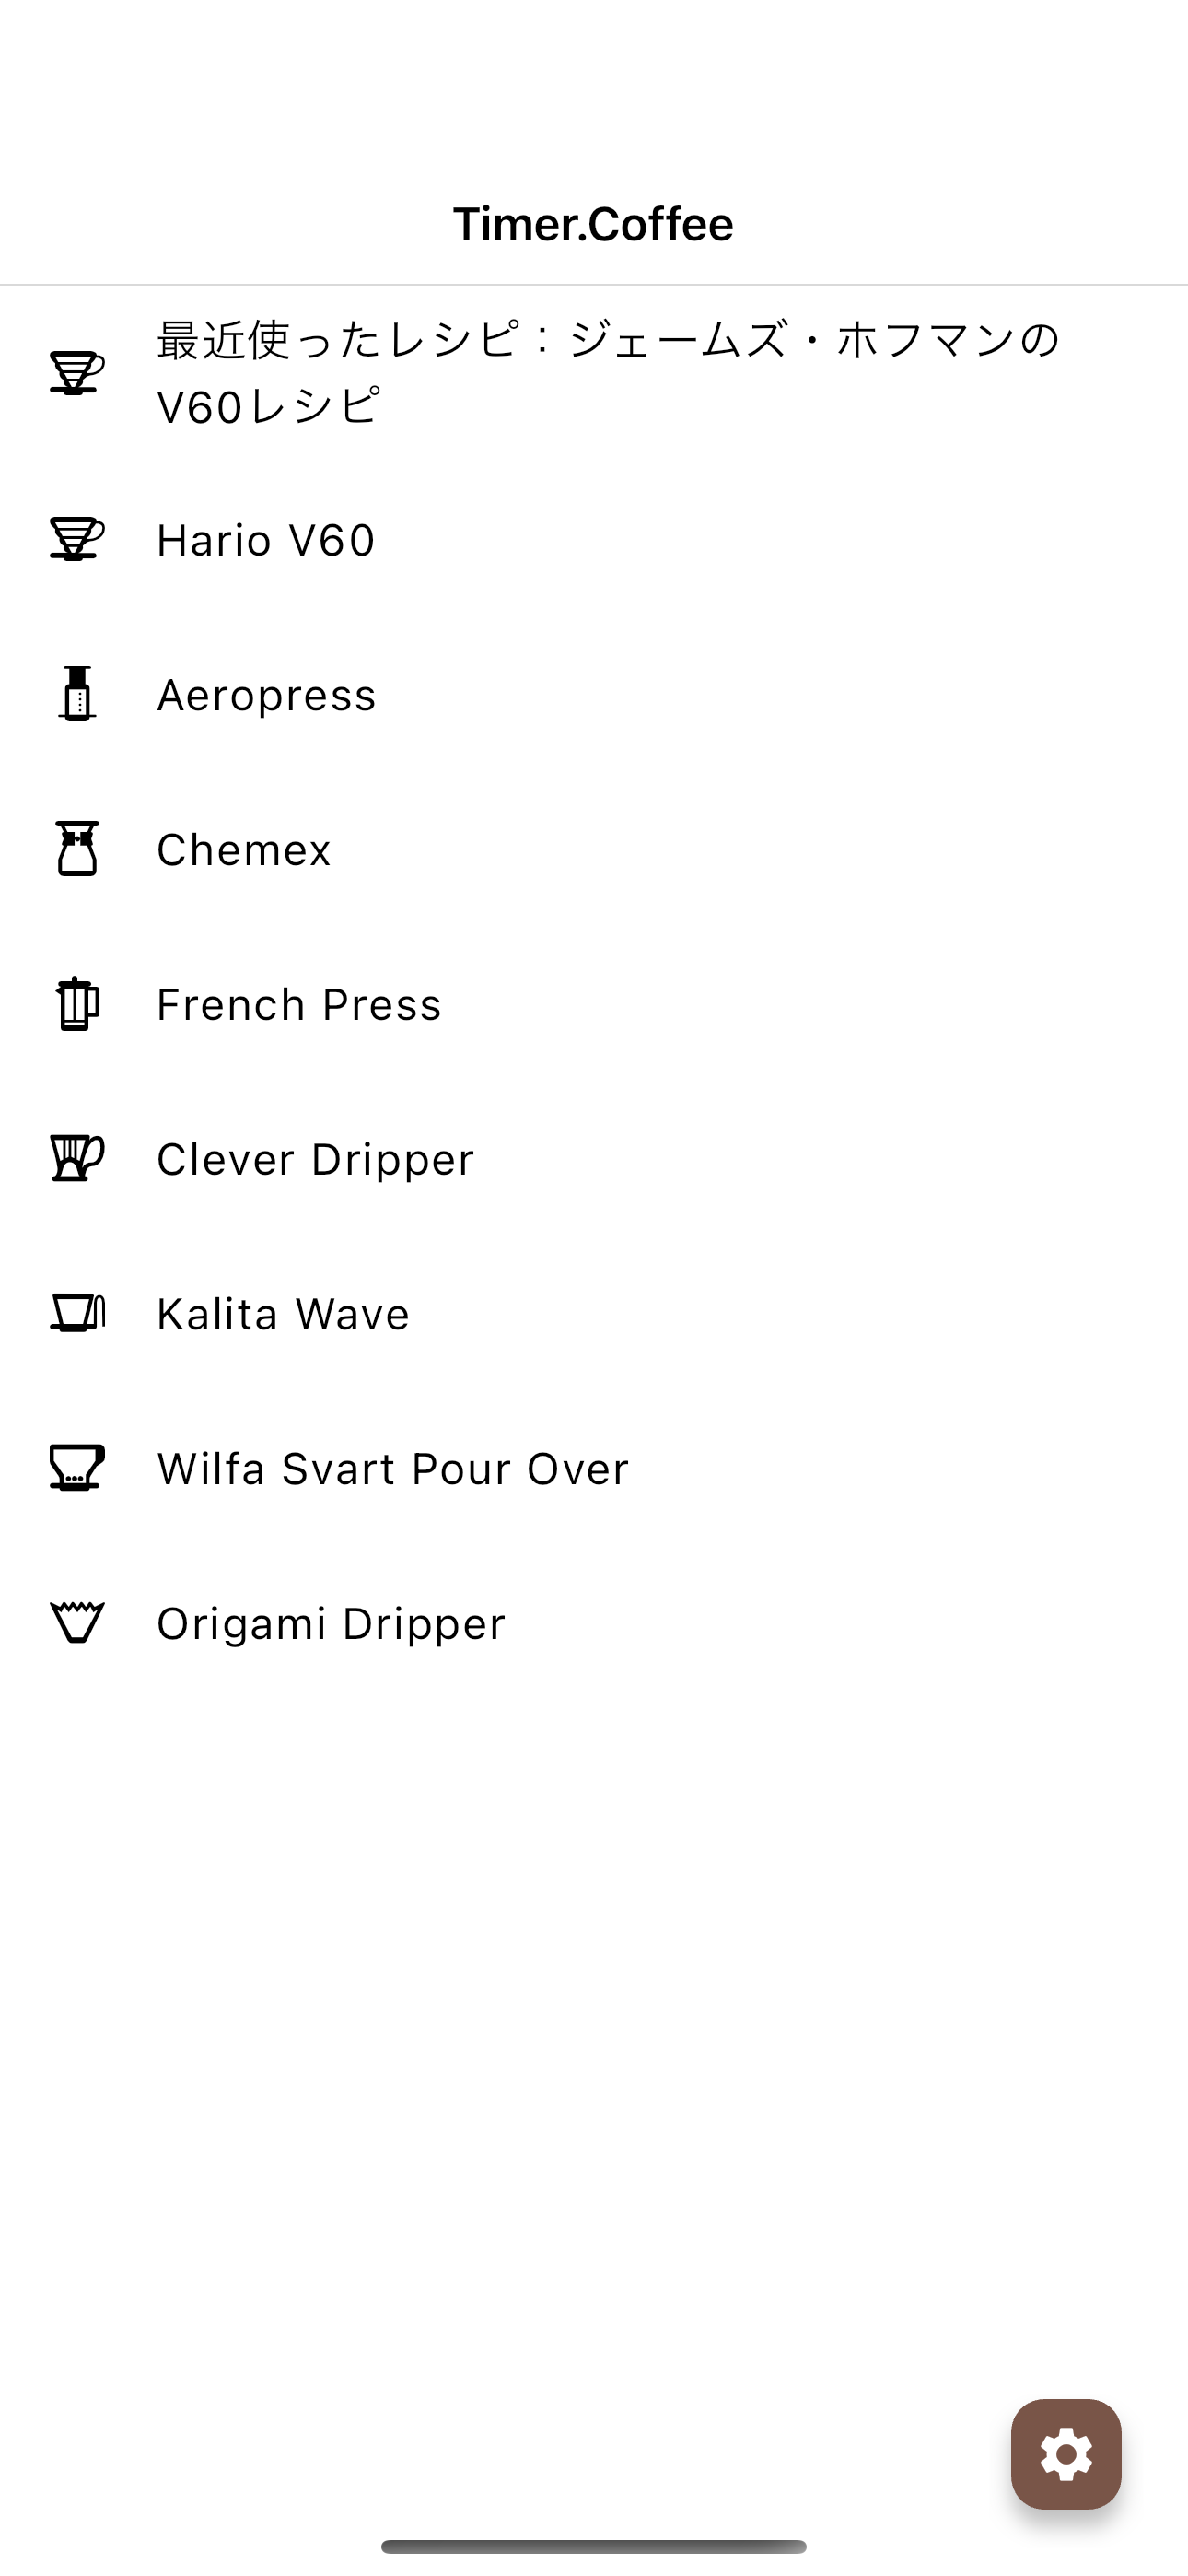 Timer.Coffee
最近使ったレシピ：ジェームズ・ホフマンの
V60レシピ
Hario V60
Aeropress
Chemex
French Press
Clever Dripper
Kalita Wave
Wilfa Svart Pour Over
Origami Dripper